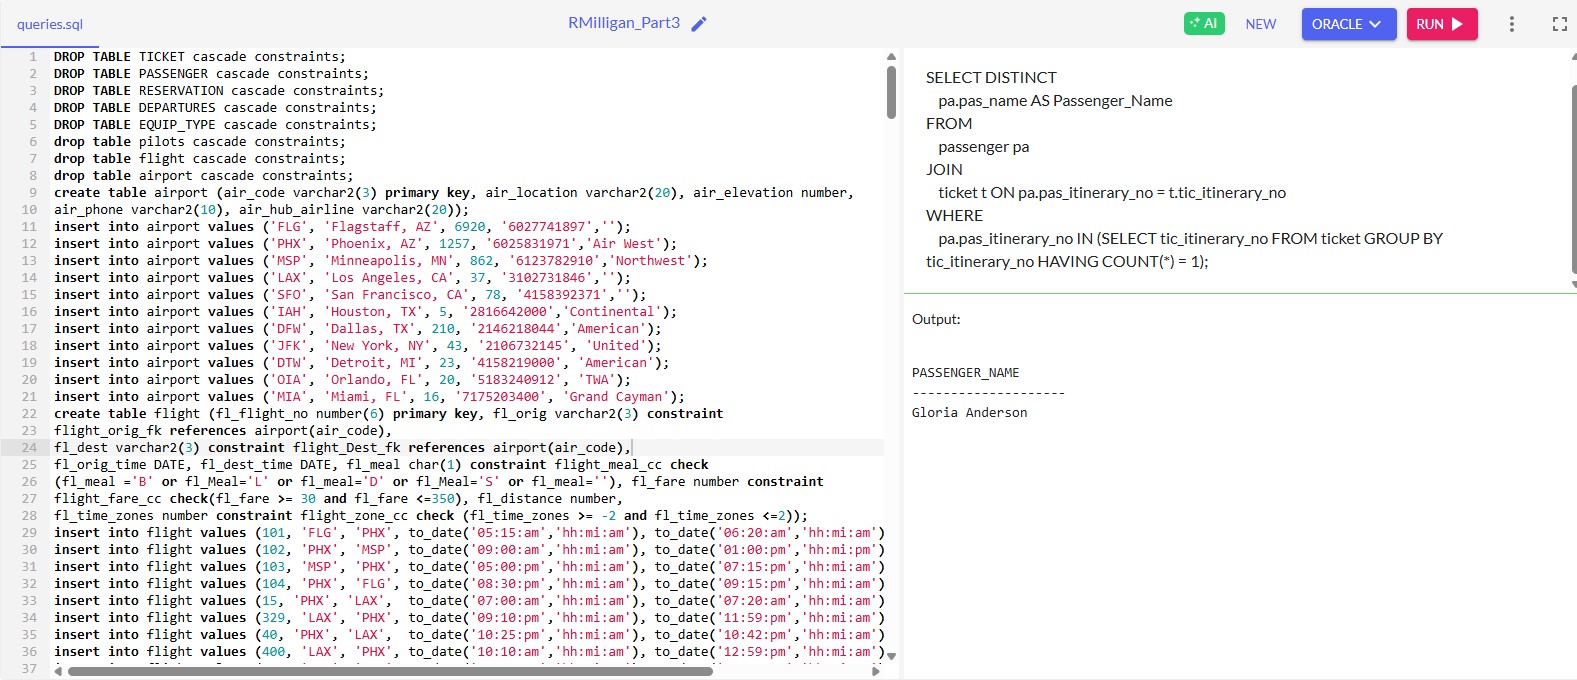 queries.sql
RMilligan_Part3
AI
NEW
ORACLE
RUN
1 DROP TABLE TICKET cascade constraints;
2 DROP TABLE PASSENGER cascade constraints;
3 DROP TABLE RESERVATION cascade constraints;
4 DROP TABLE DEPARTURES cascade constraints;
5 DROP TABLE EQUIP_TYPE cascade constraints;
6 drop table pilots cascade constraints;
7 drop table flight cascade constraints;
8 drop table airport cascade constraints;
9 create table airport (air_code varchar2(3) primary key, air_location varchar2(20), air_elevation number,
10 air_phone varchar2(10), air_hub_airline varchar2(20));
11 insert into airport values ('FLG', 'Flagstaff, AZ', 6920, '6027741897','');
12 insert into airport values ('PHX', 'Phoenix, AZ', 1257, '6025831971','Air West');
13 insert into airport values ('MSP', 'Minneapolis, MN', 862, '6123782910','Northwest');
14 insert into airport values ('LAX', 'Los Angeles, CA', 37, '3102731846','');
15 insert into airport values ('SFO', 'San Francisco, CA', 78, '4158392371','');
16 insert into airport values ('IAH', 'Houston, TX', 5, '2816642000','Continental');
17 insert into airport values ('DFW', 'Dallas, TX', 210, '2146218044','American');
18 insert into airport values ('JFK', 'New York, NY', 43, '2106732145', 'United');
19 insert into airport values ('DTW', 'Detroit, MI', 23, '4158219000', 'American');
20 insert into airport values ('OIA', 'Orlando, FL', 20, '5183240912', 'TWA');
21 insert into airport values ('MIA', 'Miami, FL', 16, '7175203400', 'Grand Cayman');
22 create table flight (fl_flight_no number(6) primary key, fl_orig varchar2(3) constraint
23 flight_orig_fk references airport(air_code),
24 fl_dest varchar2(3) constraint flight_Dest_fk references airport(air_code),
25 fl_orig_time DATE, fl_dest_time DATE, fl_meal char(1) constraint flight_meal_cc check
26 (fl_meal ='B' or fl_Meal='L' or fl_meal='D' or fl_Meal='S' or fl_meal=''), fl_fare number constraint
27 flight_fare_cc check(fl_fare >= 30 and fl_fare <=350), fl_distance number,
28 fl_time_zones number constraint flight_zone_cc check (fl_time_zones >= -2 and fl_time_zones <=2));
29 insert into flight values (101, 'FLG', 'PHX', to_date('05:15:am','hh:mi:am'), to_date('06:20:am','hh:mi:am')
30 insert into flight values (102, 'PHX', 'MSP', to_date('09:00:am','hh:mi:am'), to_date('01:00:pm','hh:mi:pm')
31 insert into flight values (103, 'MSP', 'PHX', to_date('05:00:pm','hh:mi:am'), to_date('07:15:pm','hh:mi:am')
32 insert into flight values (104, 'PHX', 'FLG', to_date('08:30:pm','hh:mi:am'), to_date('09:15:pm','hh:mi:am')
33 insert into flight values (15, 'PHX', 'LAX', to_date('07:00:am','hh:mi:am'), to_date('07:20:am','hh:mi:am')
34 insert into flight values (329, 'LAX', 'PHX', to_date('09:10:pm','hh:mi:am'), to_date('11:59:pm','hh:mi:am')
35 insert into flight values (40, 'PHX', 'LAX', to_date('10:25:pm','hh:mi:am'), to_date('10:42:pm','hh:mi:am')
36 insert into flight values (400, 'LAX', 'PHX', to_date('10:10:am','hh:mi:am'), to_date('12:59:pm','hh:mi:am')
37
SELECT DISTINCT
pa.pas_name AS Passenger_Name
FROM
passenger pa
JOIN
ticket t ON pa.pas_itinerary_no = t.tic_itinerary_no
WHERE
pa.pas_itinerary_no IN (SELECT tic_itinerary_no FROM ticket GROUP BY
tic_itinerary_no HAVING COUNT(*) = 1);
Output:
PASSENGER_NAME
--------------------
Gloria Anderson